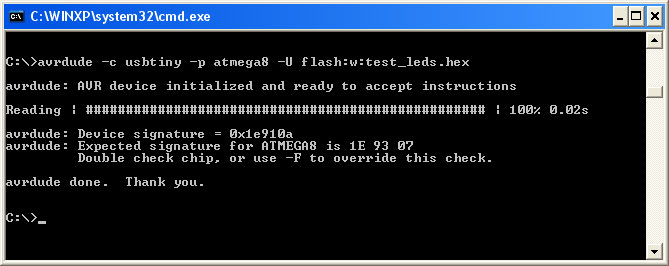 C:\WINXP\system32\cmd.exe
C:\>avrdude -c usbtiny -p atmega8 -U flash:w:test_leds.hex
avrdude: AVR device initialized and ready to accept instructions
Reading | ################################################## | 100% 0.02s
avrdude: Device signature = 0x1e910a
avrdude: Expected signature for ATMEGA8 is 1E 93 07
         Double check chip, or use -F to override this check.
avrdude done.  Thank you.
C:\>_